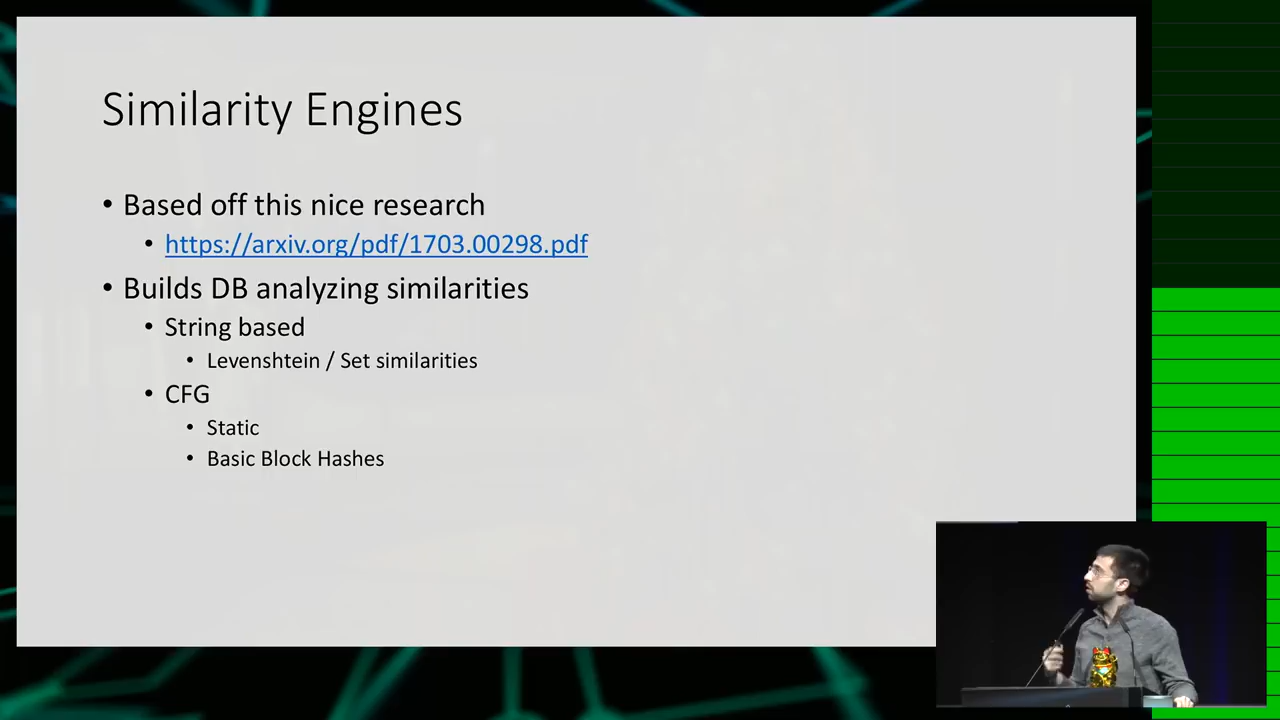 Similarity Engines
• Based off this nice research
• https://arxiv.org/pdf/1703.00298.pdf
• Builds DB analyzing similarities
• String based
• Levenshtein / Set similarities
• CFG
• Static
• Basic Block Hashes